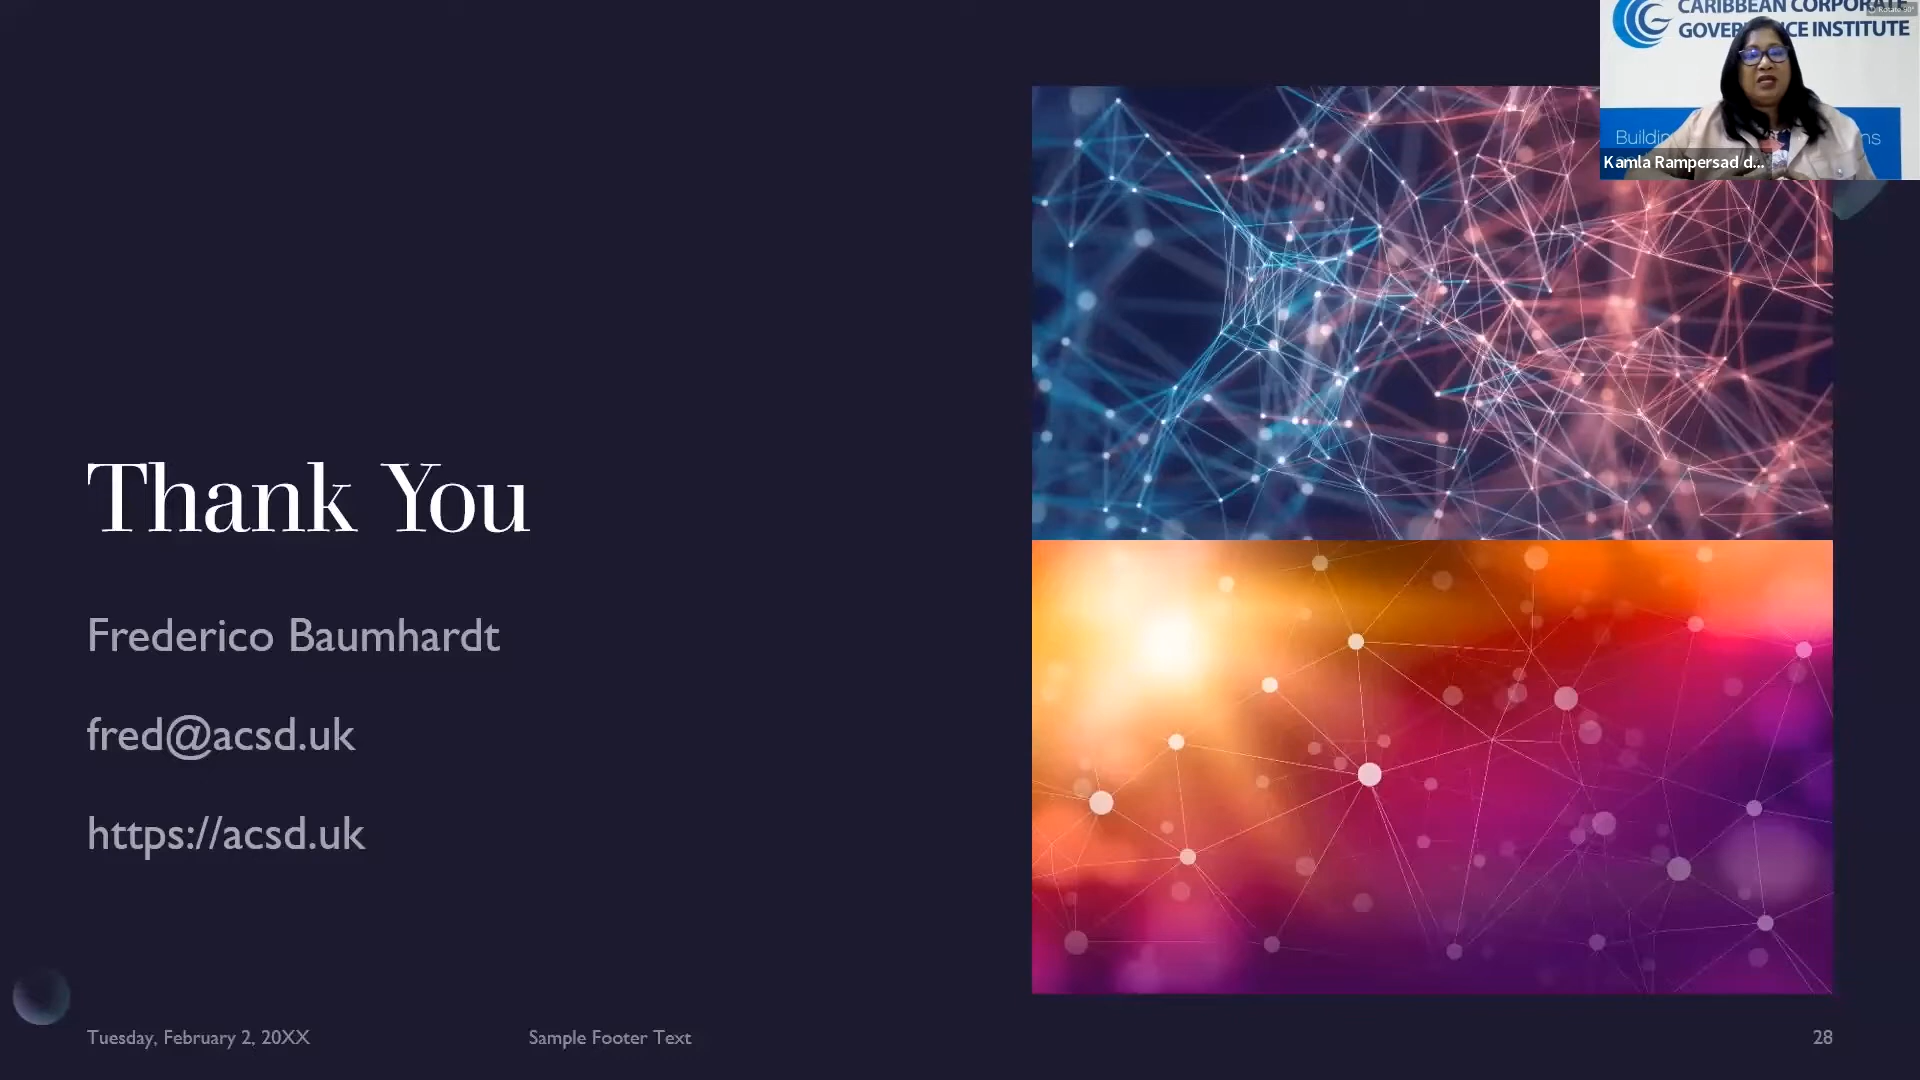 CARIBBEAN CORPORATE
GOVERNANCE INSTITUTE
Kamla Rampersad d...
Thank You
Frederico Baumhardt
fred@acsd.uk
https://acsd.uk
Tuesday, February 2, 20XX
Sample Footer Text
28